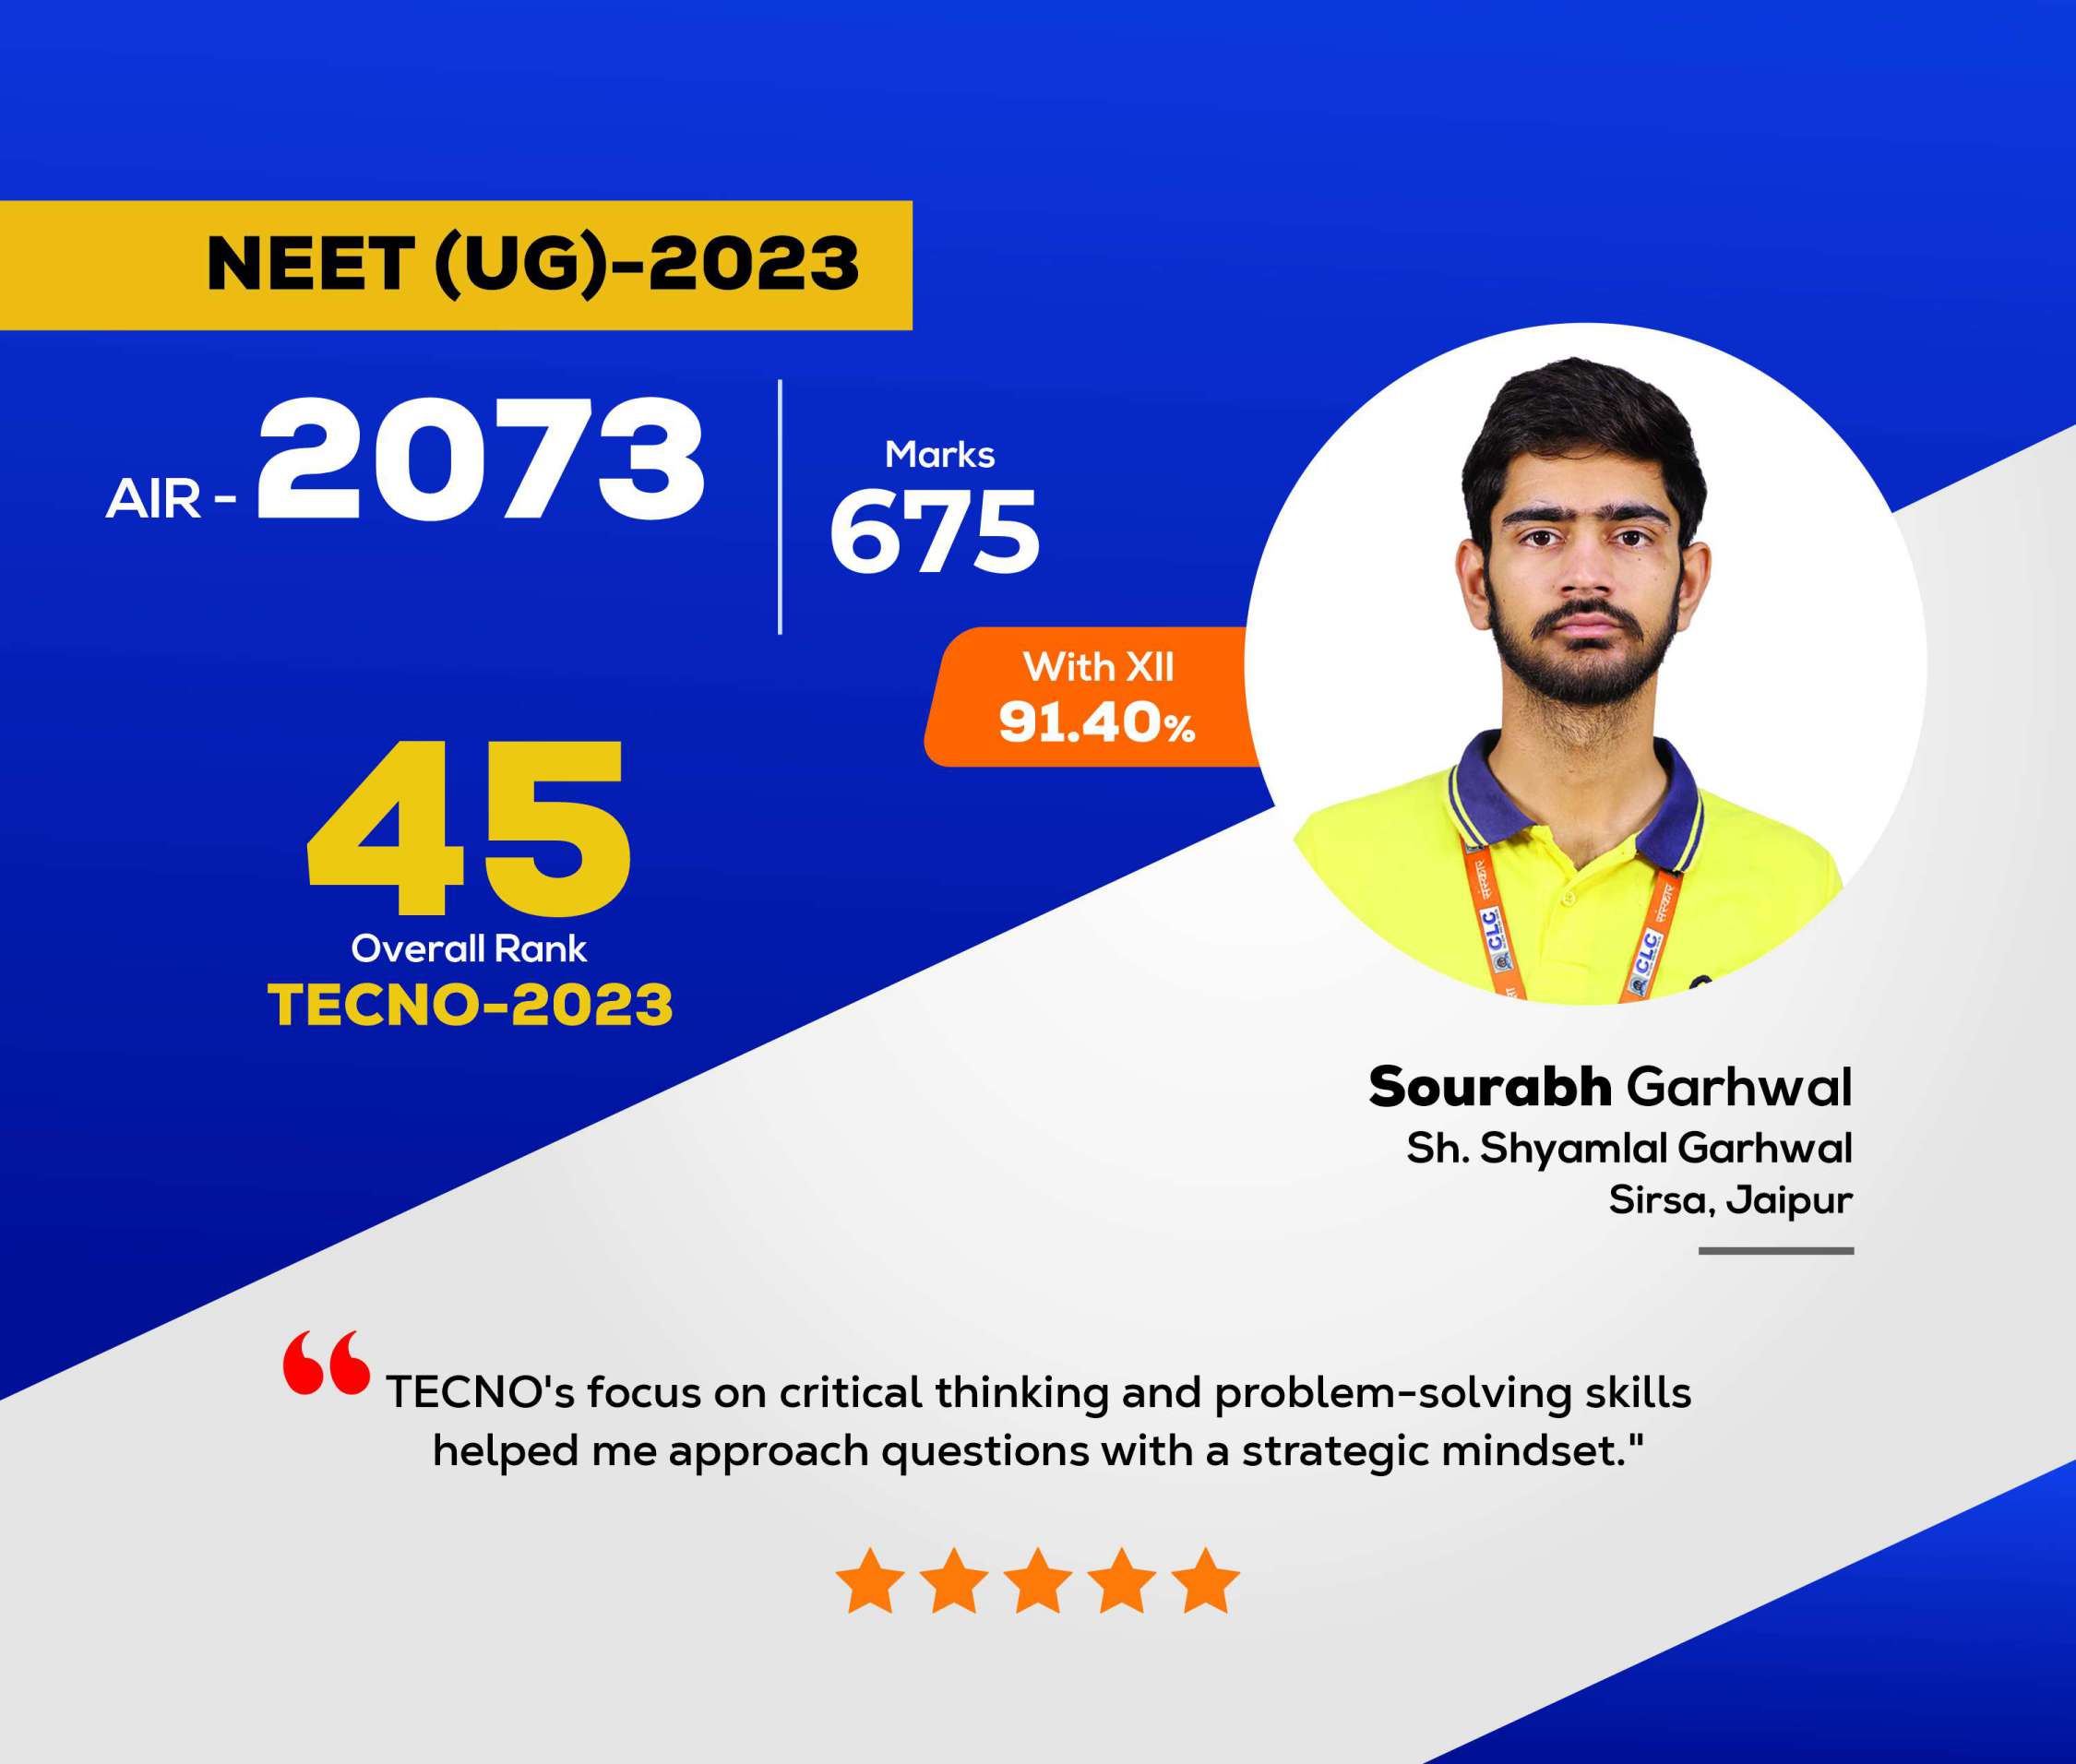 NEET (UG)-2023
AIR - 2073
Marks
675
With XII
91.40%
45
Overall Rank
TECNO-2023
संस्कार
CLC
संस्कार
CLC
Sourabh Garhwal
Sh. Shyamlal Garhwal
Sirsa, Jaipur
“TECNO's focus on critical thinking and problem-solving skills
helped me approach questions with a strategic mindset."